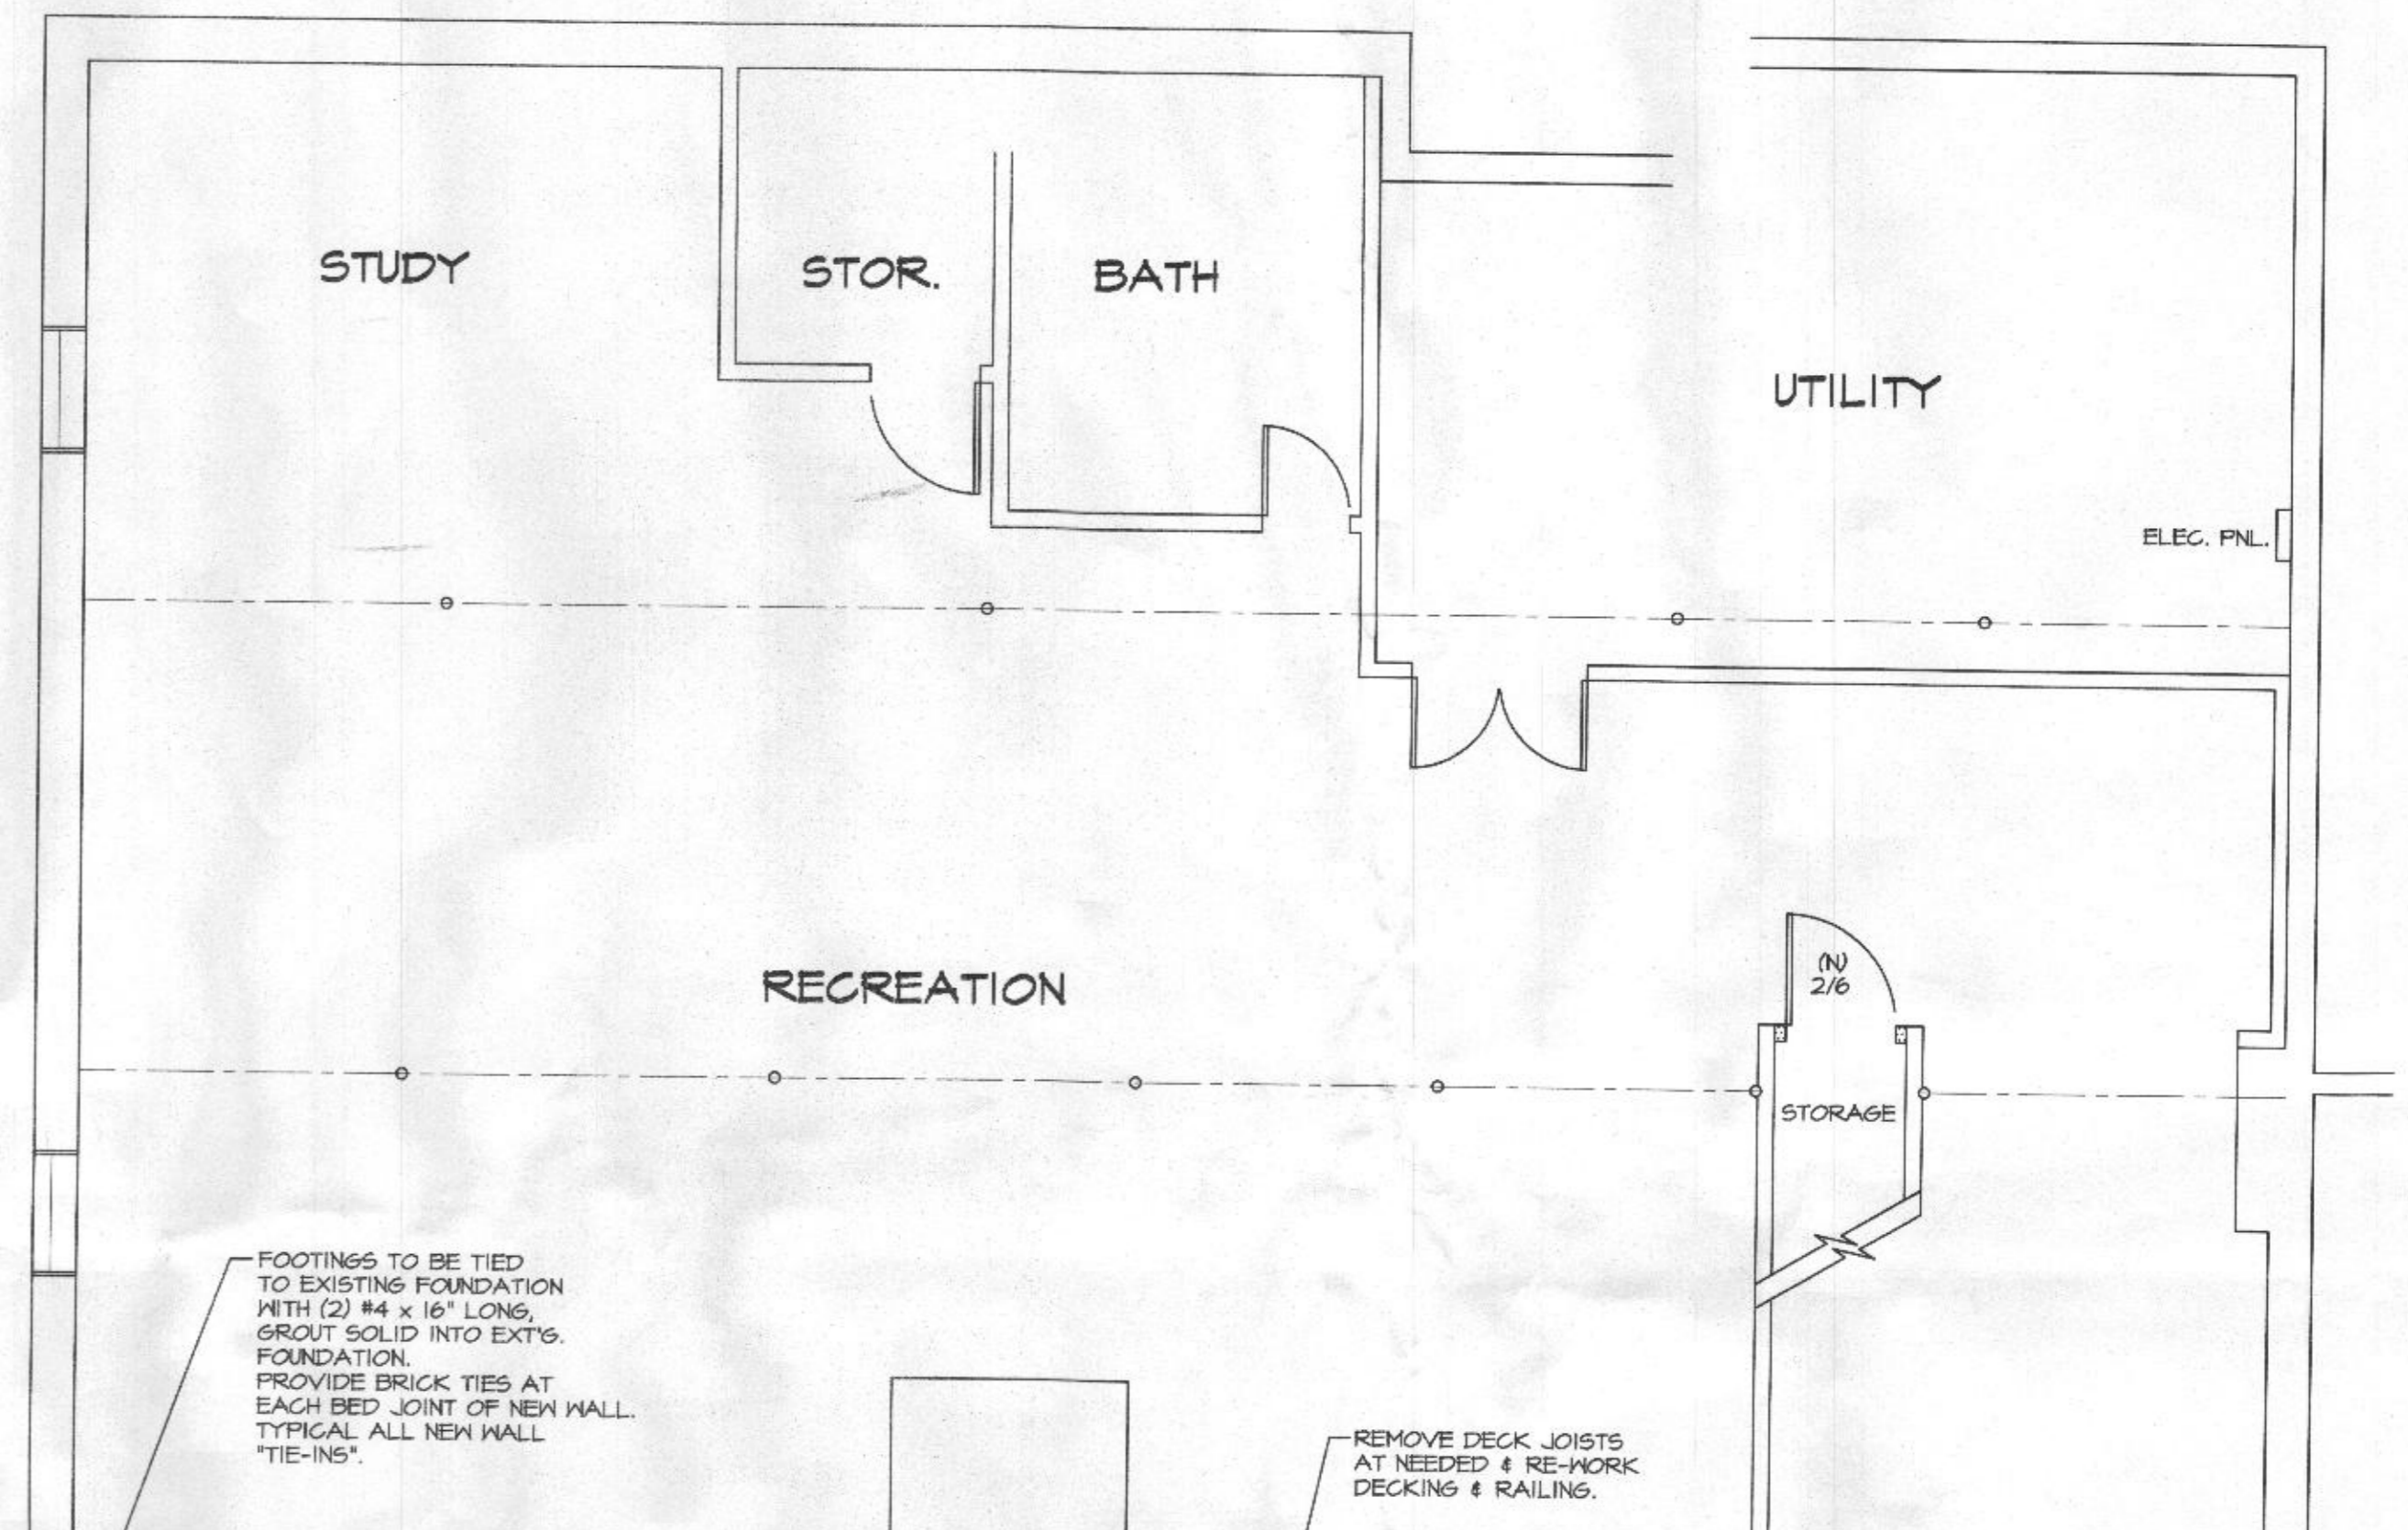 STUDY
STOR.
BATH
UTILITY
ELEC. PNL.
RECREATION
(N)
2/6
STORAGE
FOOTINGS TO BE TIED
TO EXISTING FOUNDATION
WITH (2) #4 x 16" LONG,
GROUT SOLID INTO EXT'G.
FOUNDATION.
PROVIDE BRICK TIES AT
EACH BED JOINT OF NEW WALL.
TYPICAL ALL NEW WALL
"TIE-INS".
REMOVE DECK JOISTS
AT NEEDED & RE-WORK
DECKING & RAILING.